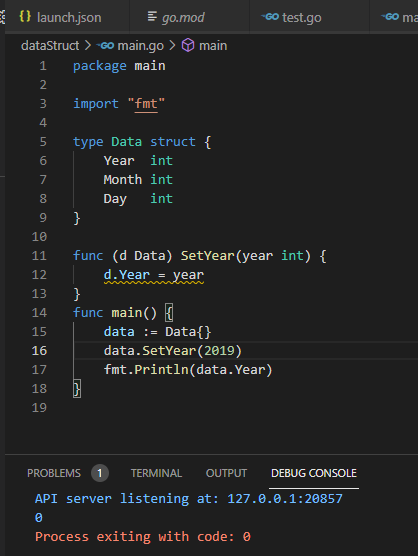 launch.json go.mod test.go ma
dataStruct > main.go > main
1 package main
2
3 import "fmt"
4
5 type Data struct {
6 Year int
7 Month int
8 Day int
9 }
10
11 func (d Data) SetYear(year int) {
12 d.Year = year
13 }
14 func main() {
15 data := Data{}
16 data.SetYear(2019)
17 fmt.Println(data.Year)
18 }
19
PROBLEMS 1 TERMINAL OUTPUT DEBUG CONSOLE
API server listening at: 127.0.0.1:20857
0
Process exiting with code: 0